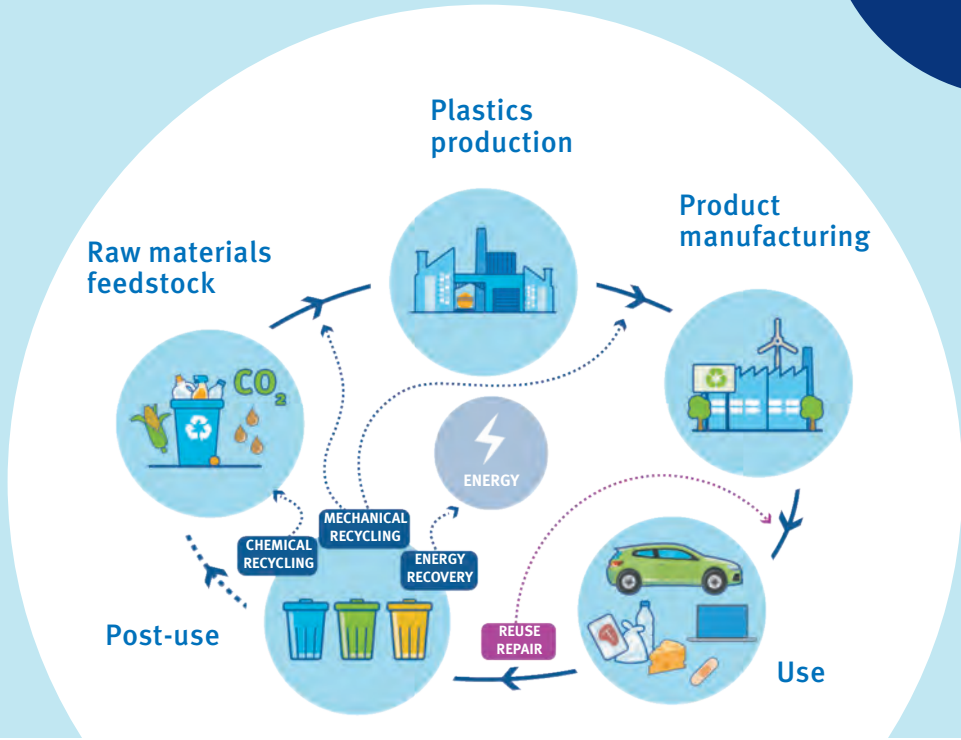 Plastics
production
Product
manufacturing
Raw materials
feedstock
CO2
ENERGY
MECHANICAL
RECYCLING
CHEMICAL
RECYCLING
ENERGY
RECOVERY
REUSE
REPAIR
Post-use
Use